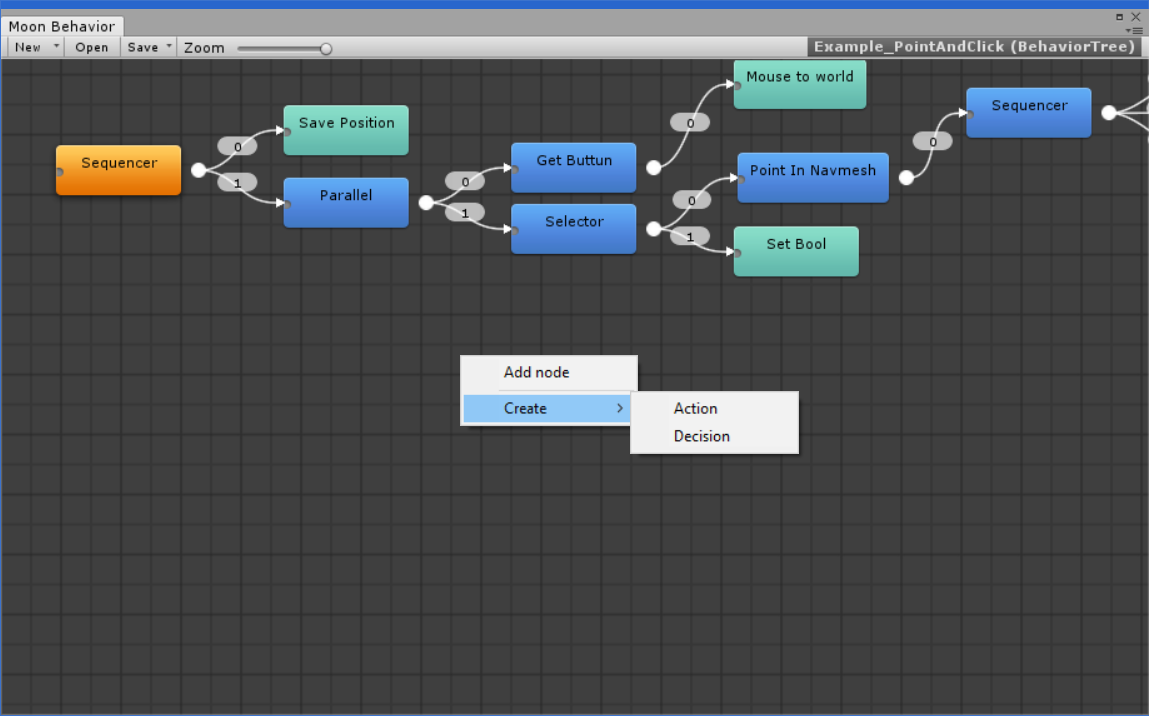 Moon Behavior
New Open Save Zoom Example_PointAndClick (BehaviorTree)
Mouse to world
Sequencer
Save Position
0
0
0
Sequencer
Get Buttun
Point In Navmesh
1
0
Parallel
0
1
Selector
1
Set Bool
Add node
Create
Action
Decision